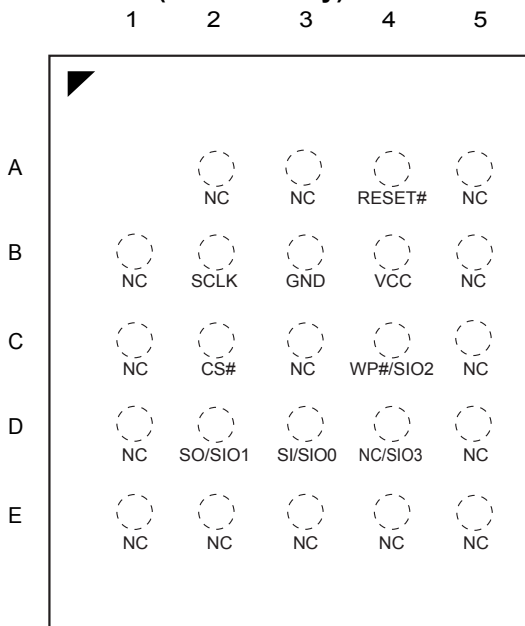 1 2 3 4 5
A
NC NC RESET# NC
B
NC SCLK GND VCC NC
C
NC CS# NC WP#/SIO2 NC
D
NC SO/SIO1 SI/SIO0 NC/SIO3 NC
E
NC NC NC NC NC